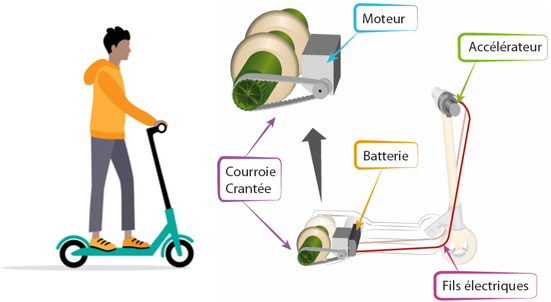 Moteur
Accélérateur
Courroie
Crantée
Batterie
Fils électriques